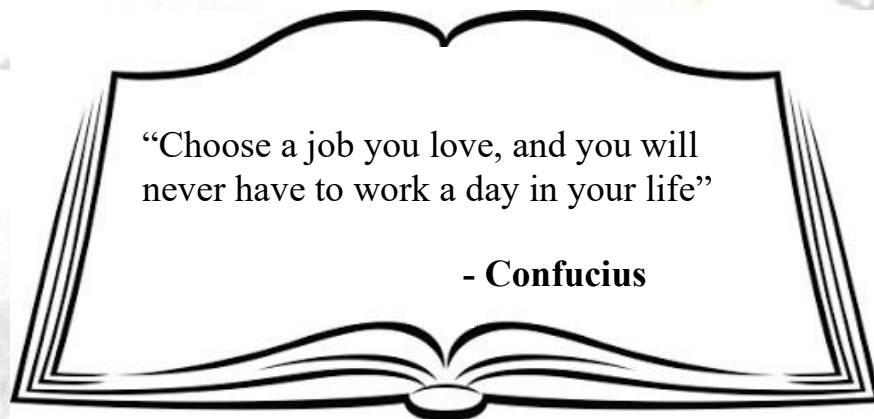 “Choose a job you love, and you will
never have to work a day in your life”
- Confucius